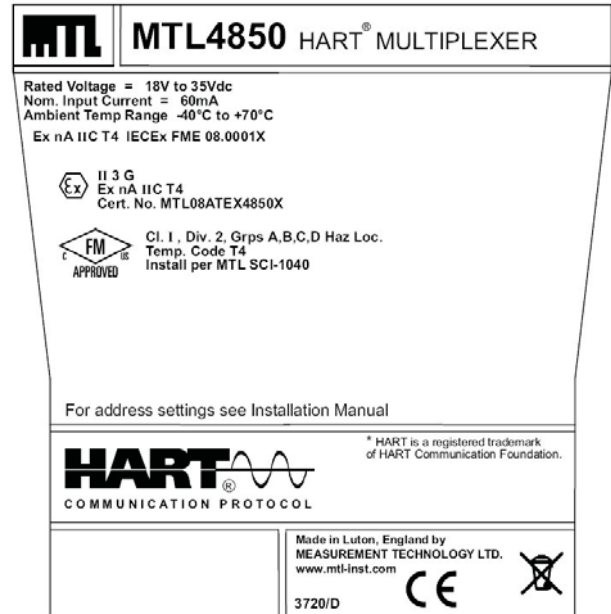 MTL MTL4850 HART® MULTIPLEXER
Rated Voltage = 18V to 35Vdc
Nom. Input Current = 60mA
Ambient Temp Range -40°C to +70°C
Ex nA IIC T4 IECEx FME 08.0001X
Ex II 3 G
Ex nA IIC T4
Cert. No. MTL08ATEX4850X
C FM US
APPROVED
Cl. I , Div. 2, Grps A,B,C,D Haz Loc.
Temp. Code T4
Install per MTL SCI-1040
For address settings see Installation Manual
HART®
COMMUNICATION PROTOCOL
* HART is a registered trademark
of HART Communication Foundation.
Made in Luton, England by
MEASUREMENT TECHNOLOGY LTD.
www.mtl-inst.com
CE
3720/D